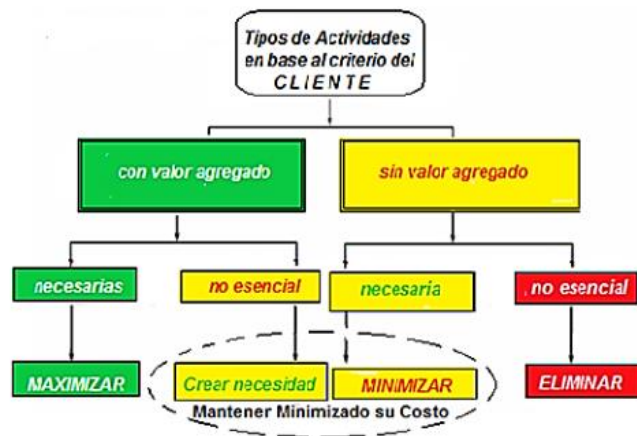 Tipos de Actividades
en base al criterio del
CLIENTE
con valor agregado
sin valor agregado
necesarias
no esencial
necesaria
no esencial
MAXIMIZAR
Crear necesidad
MINIMIZAR
ELIMINAR
Mantener Minimizado su Costo